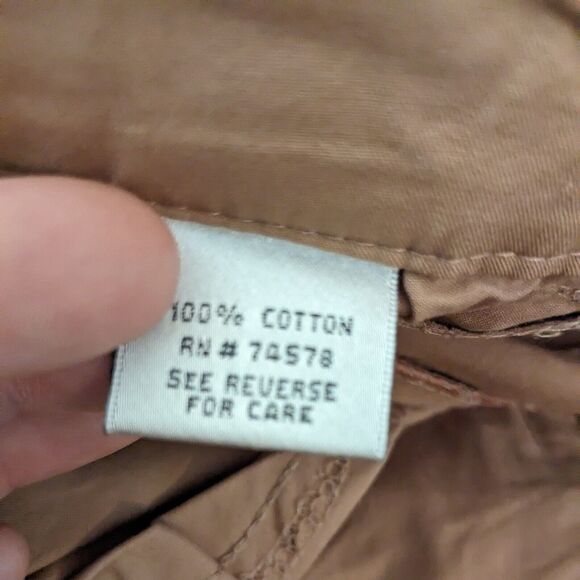 100% COTTON
RN # 74578
SEE REVERSE
FOR CARE